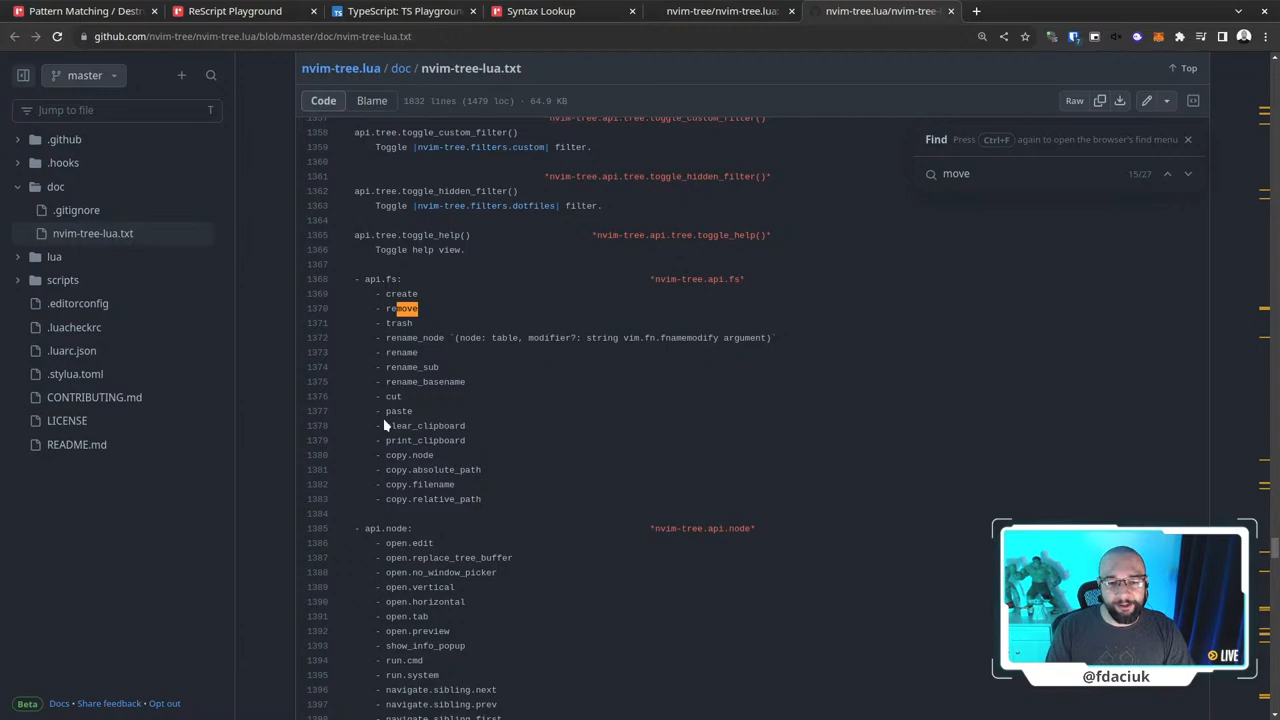 Pattern Matching / Destr
ReScript Playground
TypeScript: TS Playgroun
Syntax Lookup
nvim-tree/nvim-tree.lua:
nvim-tree.lua/nvim-tree-
github.com/nvim-tree/nvim-tree.lua/blob/master/doc/nvim-tree-lua.txt
master
Jump to file
T
.github
.hooks
doc
.gitignore
nvim-tree-lua.txt
lua
scripts
.editorconfig
.luacheckrc
.luarc.json
.stylua.toml
CONTRIBUTING.md
LICENSE
README.md
Beta Docs · Share feedback · Opt out
nvim-tree.lua / doc / nvim-tree-lua.txt
Top
Code Blame 1832 lines (1479 loc) · 64.9 KB
Raw
Find Press Ctrl+F again to open the browser's find menu
move 15/27
1357 *nvim-tree.api.tree.toggle_custom_filter()*
1358 api.tree.toggle_custom_filter()
1359 Toggle |nvim-tree.filters.custom| filter.
1360
1361 *nvim-tree.api.tree.toggle_hidden_filter()*
1362 api.tree.toggle_hidden_filter()
1363 Toggle |nvim-tree.filters.dotfiles| filter.
1364
1365 api.tree.toggle_help() *nvim-tree.api.tree.toggle_help()*
1366 Toggle help view.
1367
1368 - api.fs: *nvim-tree.api.fs*
1369 - create
1370 - remove
1371 - trash
1372 - rename_node `(node: table, modifier?: string vim.fn.fnamemodify argument)`
1373 - rename
1374 - rename_sub
1375 - rename_basename
1376 - cut
1377 - paste
1378 - clear_clipboard
1379 - print_clipboard
1380 - copy.node
1381 - copy.absolute_path
1382 - copy.filename
1383 - copy.relative_path
1384
1385 - api.node: *nvim-tree.api.node*
1386 - open.edit
1387 - open.replace_tree_buffer
1388 - open.no_window_picker
1389 - open.vertical
1390 - open.horizontal
1391 - open.tab
1392 - open.preview
1393 - show_info_popup
1394 - run.cmd
1395 - run.system
1396 - navigate.sibling.next
1397 - navigate.sibling.prev
1398 - navigate.sibling.first
LIVE
@fdaciuk